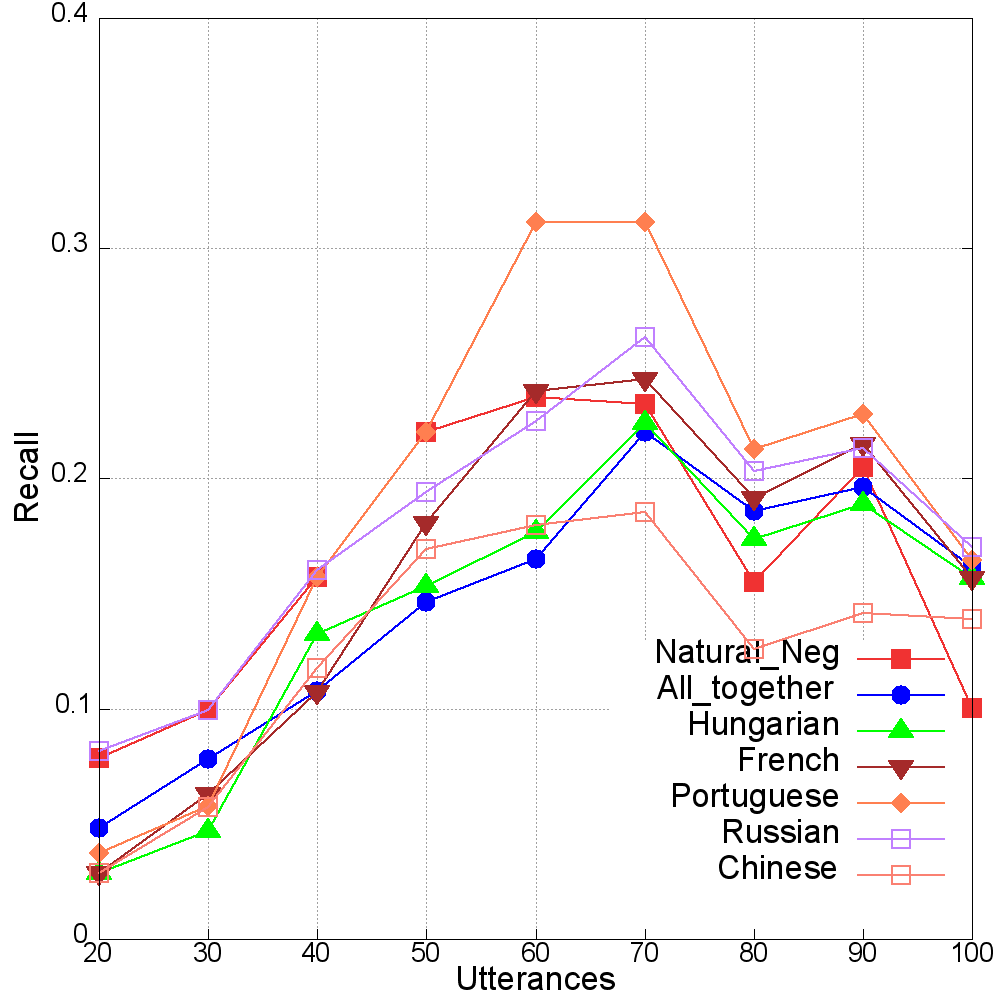 0.4
0.3
0.2
0.1
0
Recall
20 30 40 50 60 70 80 90 100
Utterances
Natural_Neg
All_together
Hungarian
French
Portuguese
Russian
Chinese